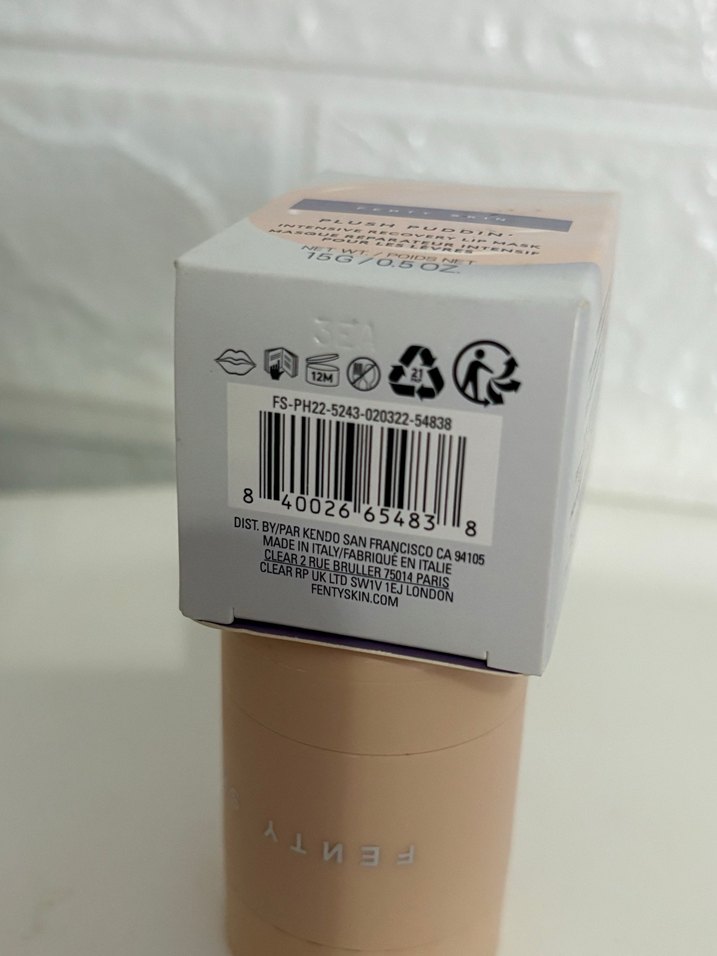 FENTY SKIN
PLUSH PUDDIN'
INTENSIVE RECOVERY LIP MASK
MASQUE RÉPARATEUR INTENSIF
POUR LES LÈVRES
NET WT. / POIDS NET
15 G / 0.5 OZ.
3EA
12M
21
PAP
FS-PH22-5243-020322-54838
8 40026 65483 8
DIST. BY/PAR KENDO SAN FRANCISCO CA 94105
MADE IN ITALY/FABRIQUÉ EN ITALIE
CLEAR 2 RUE BRULLER 75014 PARIS
CLEAR RP UK LTD SW1V 1EJ LONDON
FENTYSKIN.COM
FENTY